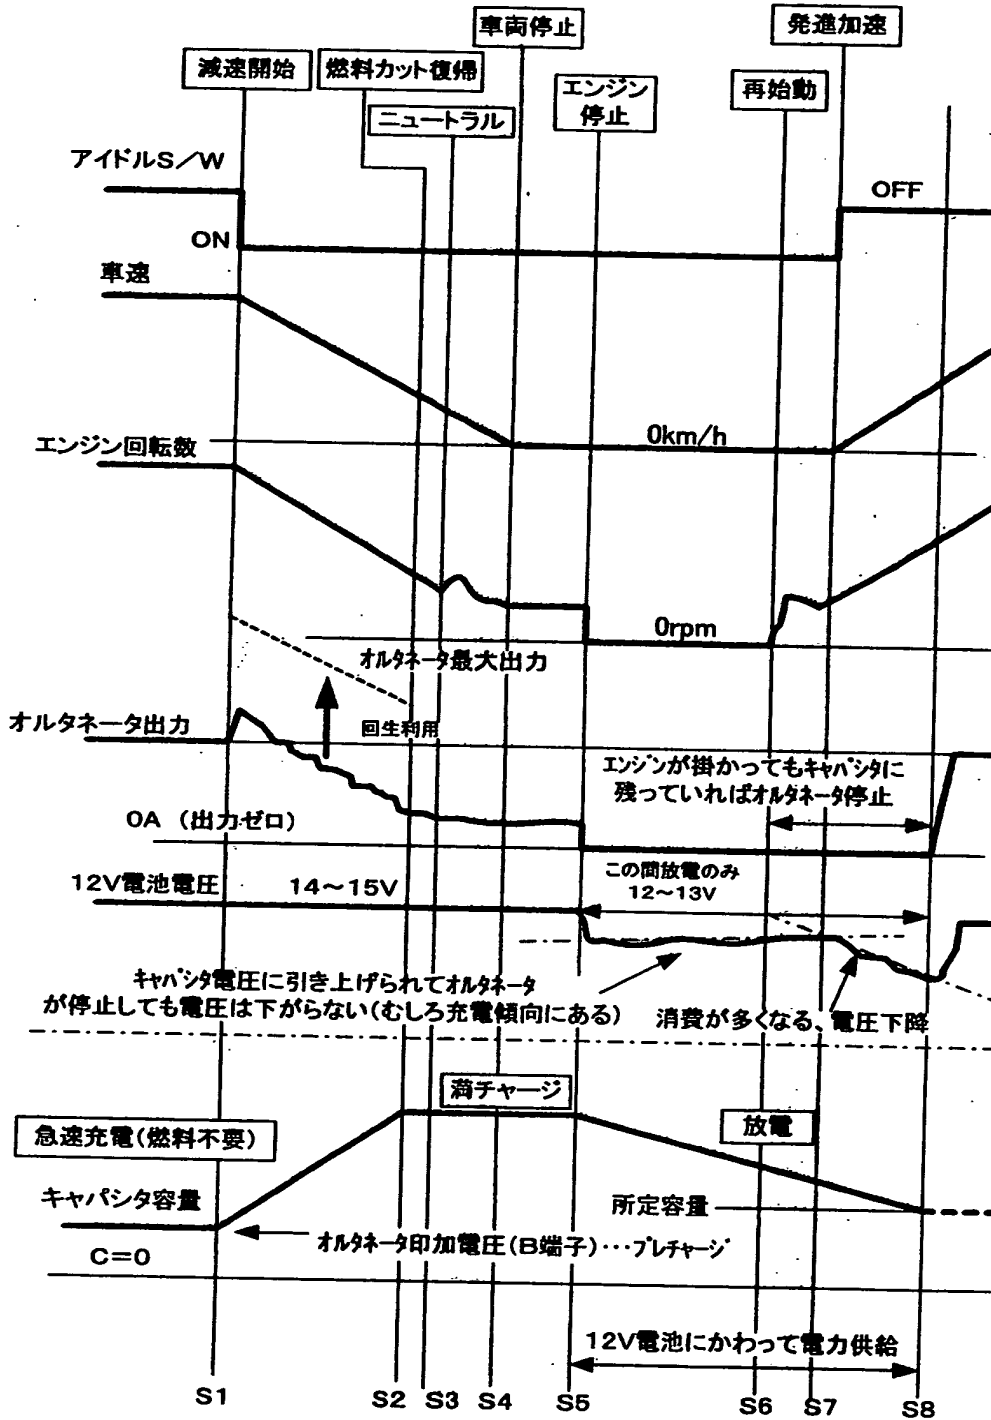 車両停止
発進加速
減速開始
燃料カット復帰
エンジン
停止
再始動
ニュートラル
アイドルS/W
OFF
ON
車速
0km/h
エンジン回転数
0rpm
オルタネータ最大出力
オルタネータ出力
回生利用
エンジンが掛かってもキャパシタに
残っていればオルタネータ停止
0A (出力ゼロ)
この間放電のみ
12~13V
12V電池電圧
14~15V
キャパシタ電圧に引き上げられてオルタネータ
が停止しても電圧は下がらない(むしろ充電傾向にある)
消費が多くなる、電圧下降
満チャージ
急速充電(燃料不要)
放電
キャパシタ容量
所定容量
オルタネータ印加電圧(B端子)・・・プレチャージ
C=0
12V電池にかわって電力供給
S1 S2 S3 S4 S5 S6 S7 S8